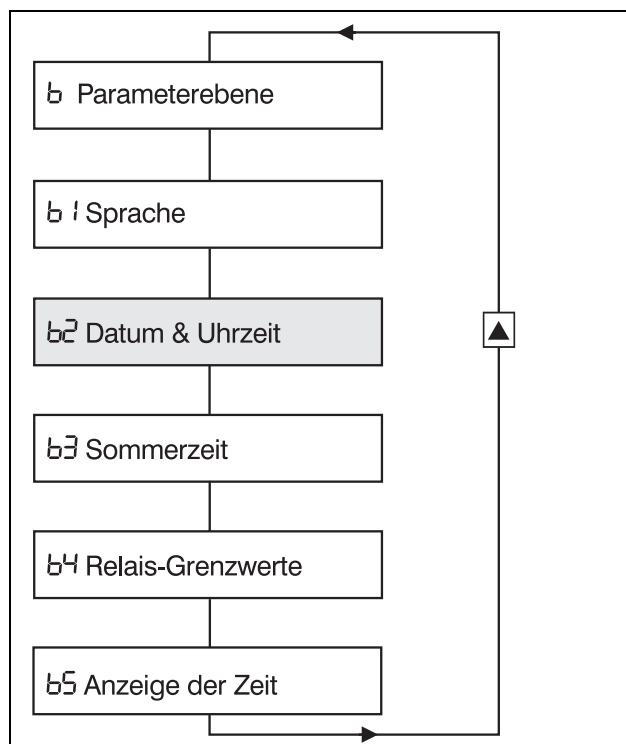 b Parameterebene
b1 Sprache
b2 Datum & Uhrzeit
b3 Sommerzeit
b4 Relais-Grenzwerte
b5 Anzeige der Zeit